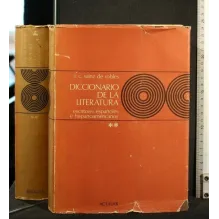 f. c. sainz de robles
DICCIONARIO
DE LA
LITERATURA
escritores españoles
e hispanoamericanos
AGUILAR